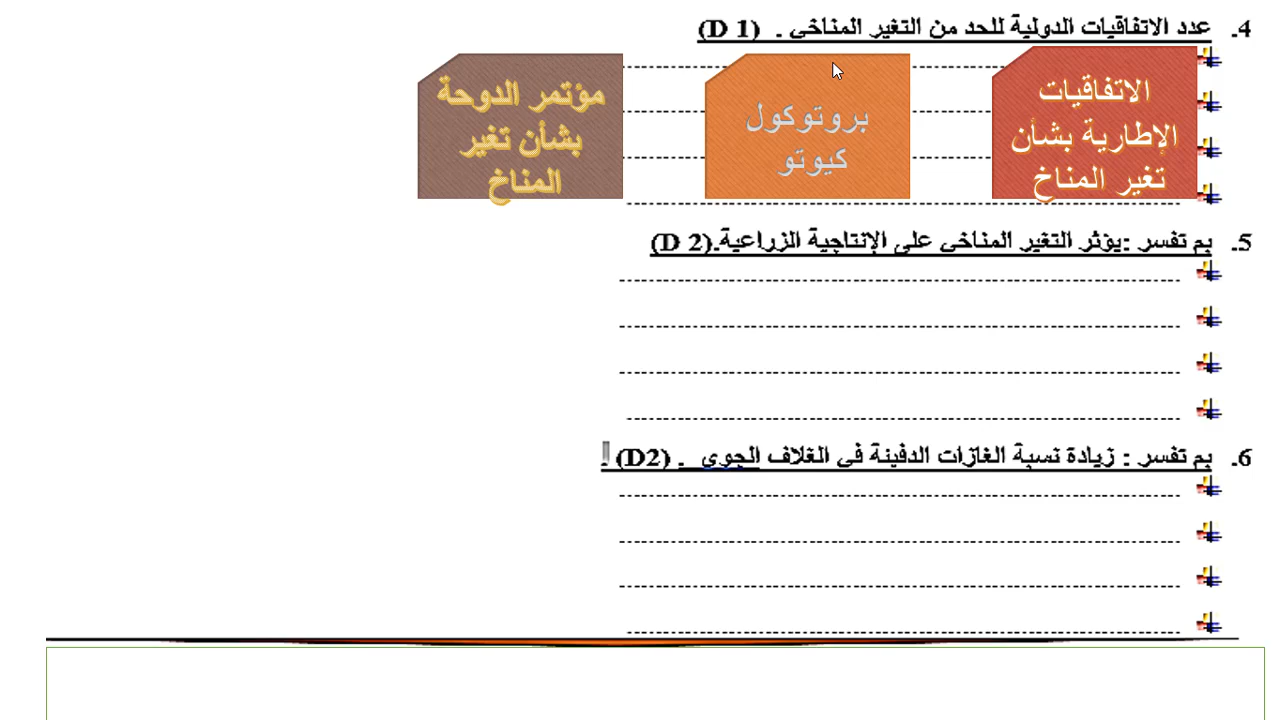 4. عدد الاتفاقيات الدولية للحد من التغير المناخي . (D 1)
الاتفاقيات
الإطارية بشأن
تغير المناخ
بروتوكول
كيوتو
مؤتمر الدوحة
بشأن تغير
المناخ
5. بم تفسر :يؤثر التغير المناخي على الإنتاجية الزراعية.(D 2)
6. بم تفسر : زيادة نسبة الغازات الدفينة في الغلاف الجوي . (D2) .